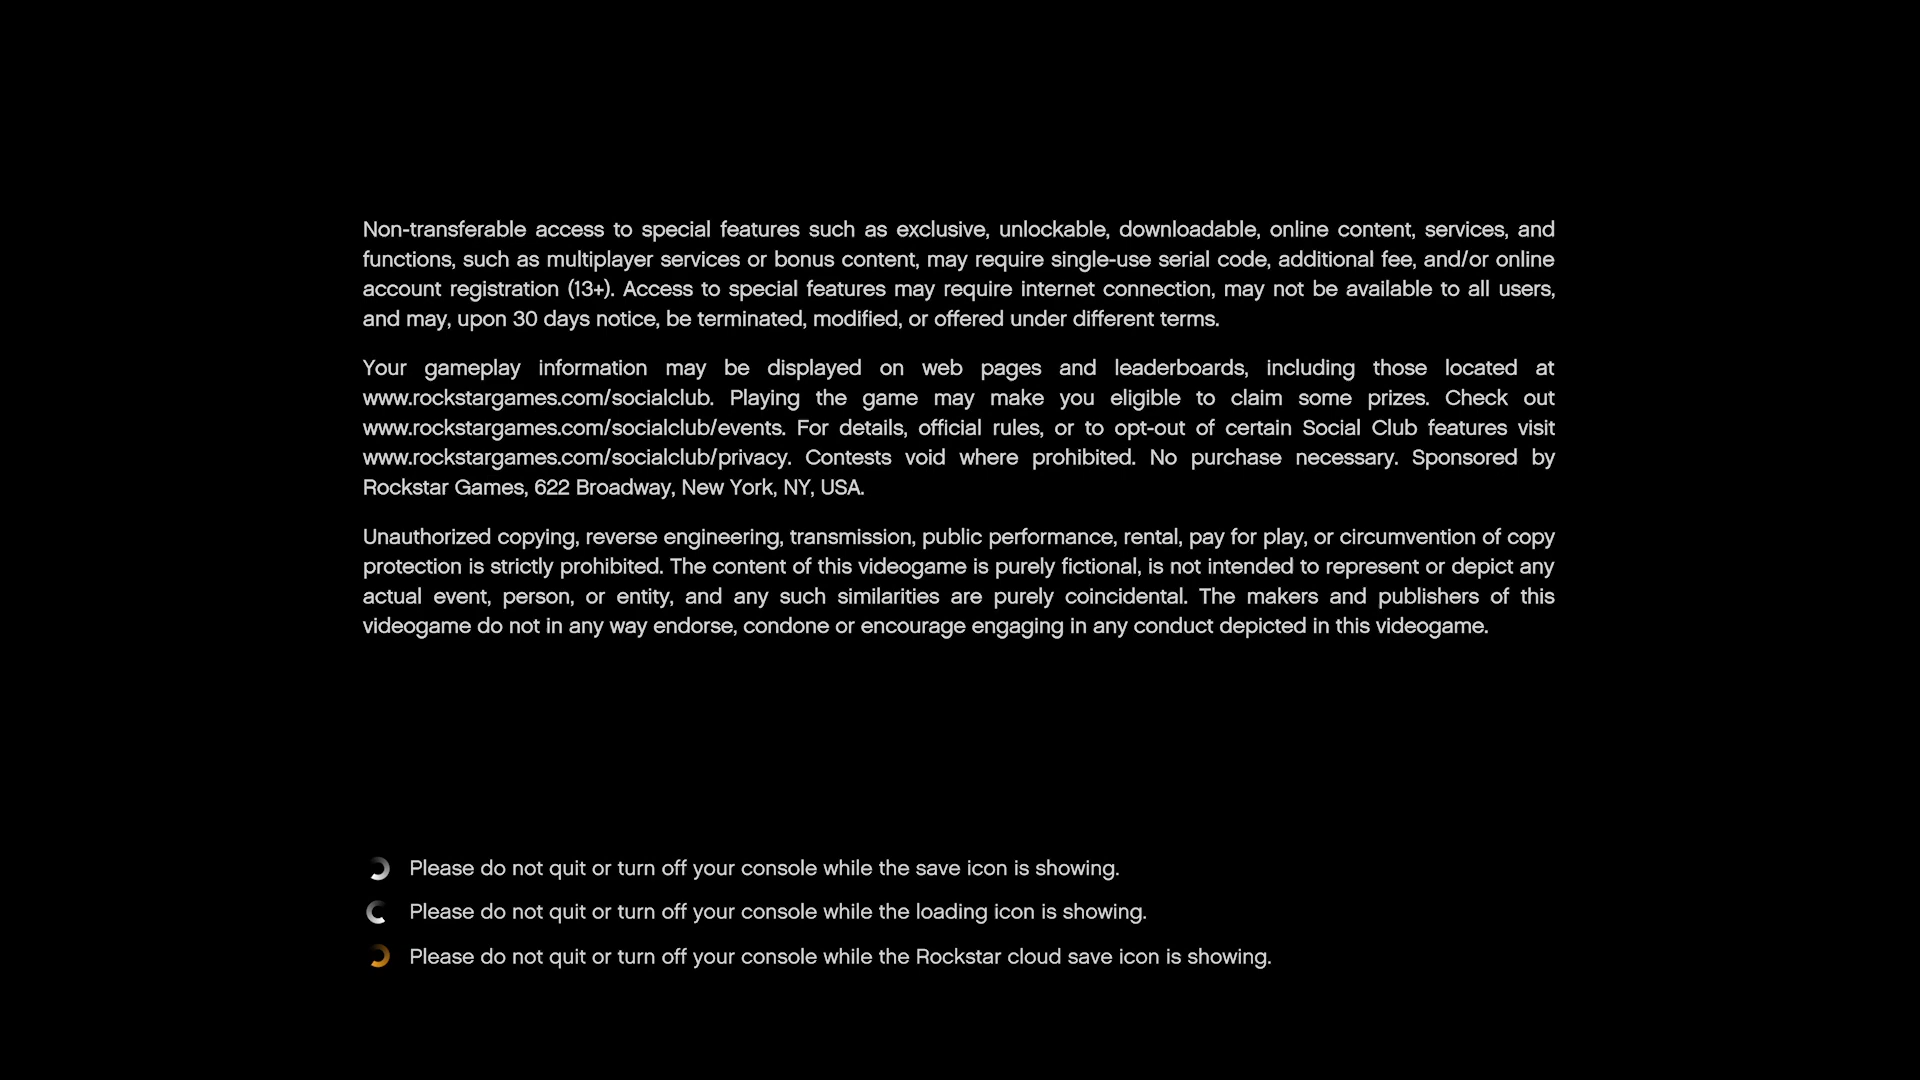 Non-transferable access to special features such as exclusive, unlockable, downloadable, online content, services, and
functions, such as multiplayer services or bonus content, may require single-use serial code, additional fee, and/or online
account registration (13+). Access to special features may require internet connection, may not be available to all users,
and may, upon 30 days notice, be terminated, modified, or offered under different terms.
Your gameplay information may be displayed on web pages and leaderboards, including those located at
www.rockstargames.com/socialclub. Playing the game may make you eligible to claim some prizes. Check out
www.rockstargames.com/socialclub/events. For details, official rules, or to opt-out of certain Social Club features visit
www.rockstargames.com/socialclub/privacy. Contests void where prohibited. No purchase necessary. Sponsored by
Rockstar Games, 622 Broadway, New York, NY, USA.
Unauthorized copying, reverse engineering, transmission, public performance, rental, pay for play, or circumvention of copy
protection is strictly prohibited. The content of this videogame is purely fictional, is not intended to represent or depict any
actual event, person, or entity, and any such similarities are purely coincidental. The makers and publishers of this
videogame do not in any way endorse, condone or encourage engaging in any conduct depicted in this videogame.
Please do not quit or turn off your console while the save icon is showing.
Please do not quit or turn off your console while the loading icon is showing.
Please do not quit or turn off your console while the Rockstar cloud save icon is showing.